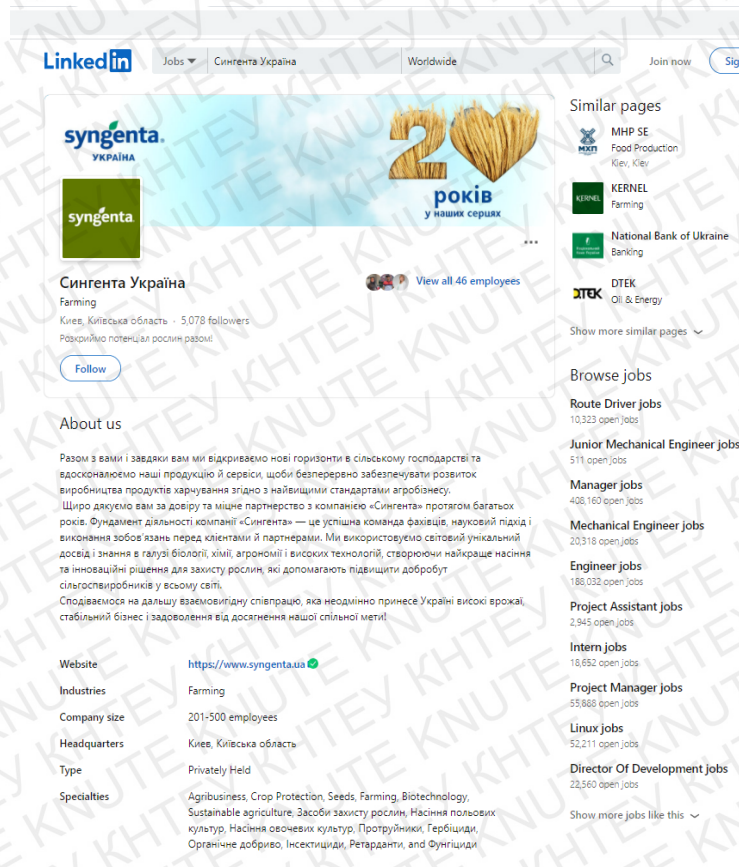 LinkedIn
Jobs
Сингента Україна
Worldwide
Join now
Sig
syngenta.
УКРАЇНА
20
років
у наших серцях
syngenta.
Сингента Україна
View all 46 employees
Farming
Киев, Київська область · 5,078 followers
Розкриймо потенціал рослин разом!
Follow
About us
Разом з вами і завдяки вам ми відкриваємо нові горизонти в сільському господарстві та
вдосконалюємо наші продукцію й сервіси, щоби безперервно забезпечувати розвиток
виробництва продуктів харчування згідно з найвищими стандартами агробізнесу.
Щиро дякуємо вам за довіру та міцне партнерство з компанією «Сингента» протягом багатьох
років. Фундамент діяльності компанії «Сингента» — це успішна команда фахівців, науковий підхід і
виконання зобов'язань перед клієнтами й партнерами. Ми використовуємо світовий унікальний
досвід і знання в галузі біології, хімії, агрономії і високих технологій, створюючи найкраще насіння
та інноваційні рішення для захисту рослин, які допомагають підвищити добробут
сільгоспвиробників у всьому світі.
Сподіваємося на дальшу взаємовигідну співпрацю, яка неодмінно принесе Україні високі врожаї,
стабільний бізнес і задоволення від досягнення нашої спільної мети!
Website https://www.syngenta.ua
Industries Farming
Company size 201-500 employees
Headquarters Киев, Київська область
Type Privately Held
Specialties Agribusiness, Crop Protection, Seeds, Farming, Biotechnology,
Sustainable agriculture, Засоби захисту рослин, Насіння польових
культур, Насіння овочевих культур, Протруйники, Гербіциди,
Органічне добриво, Інсектициди, Ретарданти, and Фунгіциди
Similar pages
МХП
MHP SE
Food Production
Kiev, Kiev
KERNEL
KERNEL
Farming
National Bank of Ukraine
Banking
DTEK
DTEK
Oil & Energy
Show more similar pages
Browse jobs
Route Driver jobs
10,323 open jobs
Junior Mechanical Engineer jobs
511 open jobs
Manager jobs
408,160 open jobs
Mechanical Engineer jobs
20,318 open jobs
Engineer jobs
188,032 open jobs
Project Assistant jobs
2,945 open jobs
Intern jobs
18,652 open jobs
Project Manager jobs
55,888 open jobs
Linux jobs
52,211 open jobs
Director Of Development jobs
22,560 open jobs
Show more jobs like this
КНТЕУ KNUTE